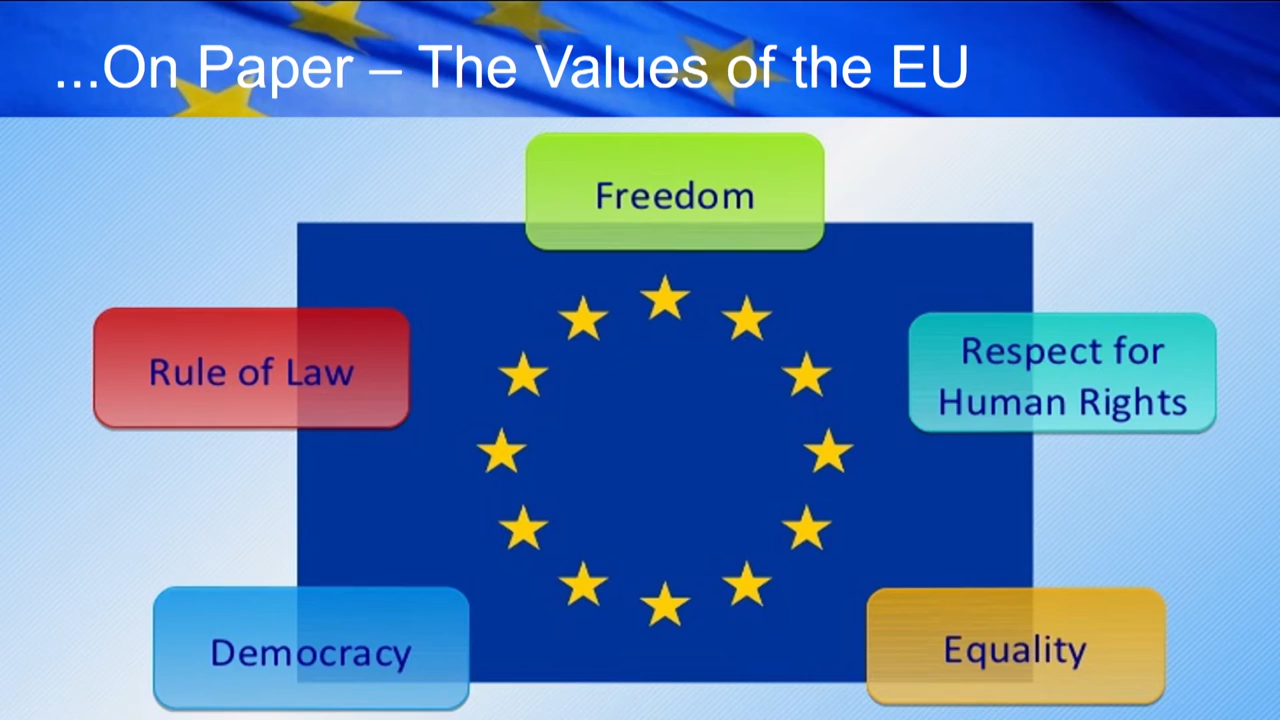 ...On Paper – The Values of the EU
Freedom
Rule of Law
Respect for
Human Rights
Democracy
Equality